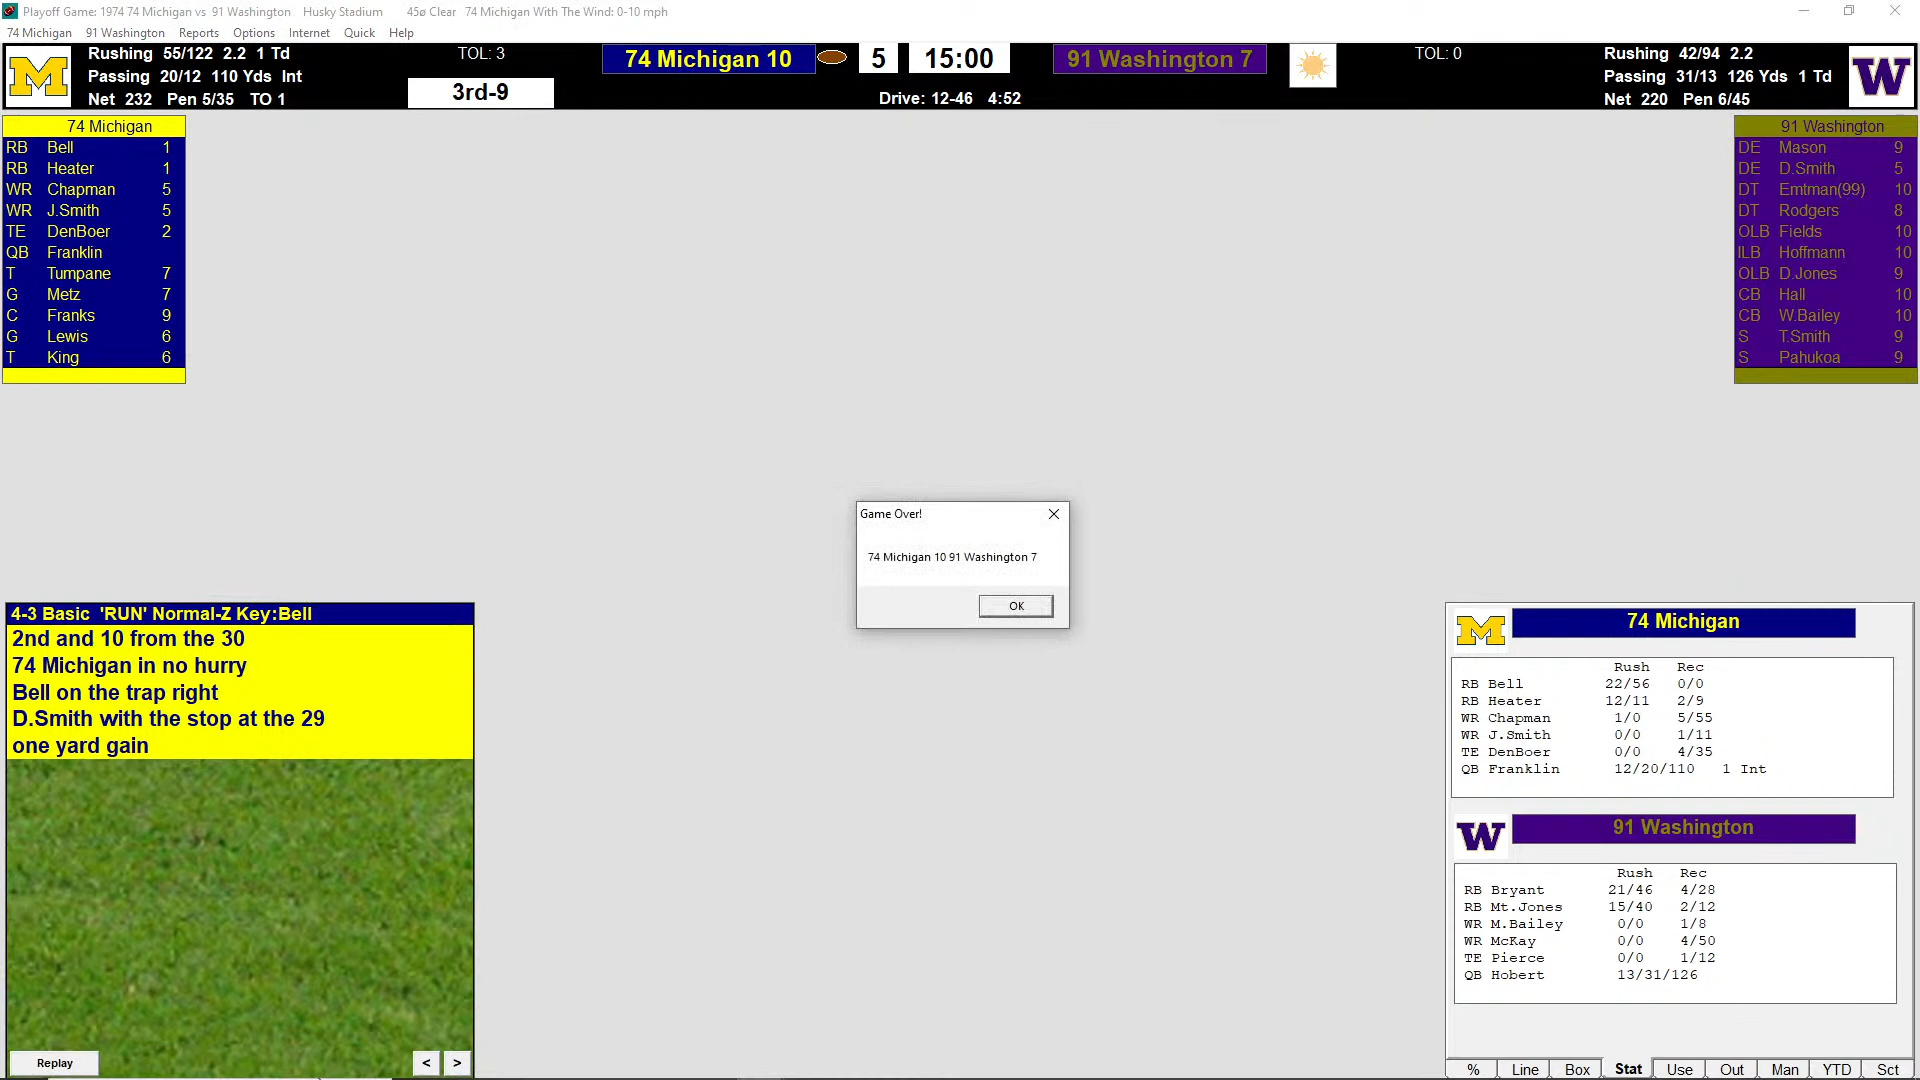 Playoff Game: 1974 74 Michigan vs 91 Washington Husky Stadium 45ø Clear 74 Michigan With The Wind: 0-10 mph
74 Michigan 91 Washington Reports Options Internet Quick Help
Rushing 55/122 2.2 1 Td
Passing 20/12 110 Yds Int
Net 232 Pen 5/35 TO 1
TOL: 3
3rd-9
74 Michigan 10
5
15:00
91 Washington 7
Drive: 12-46 4:52
TOL: 0
Rushing 42/94 2.2
Passing 31/13 126 Yds 1 Td
Net 220 Pen 6/45
74 Michigan
RB Bell 1
RB Heater 1
WR Chapman 5
WR J.Smith 5
TE DenBoer 2
QB Franklin
T Tumpane 7
G Metz 7
C Franks 9
G Lewis 6
T King 6
91 Washington
DE Mason 9
DE D.Smith 5
DT Emtman(99) 10
DT Rodgers 8
OLB Fields 10
ILB Hoffmann 10
OLB D.Jones 9
CB Hall 10
CB W.Bailey 10
S T.Smith 9
S Pahukoa 9
Game Over!
74 Michigan 10 91 Washington 7
OK
4-3 Basic 'RUN' Normal-Z Key:Bell
2nd and 10 from the 30
74 Michigan in no hurry
Bell on the trap right
D.Smith with the stop at the 29
one yard gain
Replay < >
74 Michigan
Rush Rec
RB Bell 22/56 0/0
RB Heater 12/11 2/9
WR Chapman 1/0 5/55
WR J.Smith 0/0 1/11
TE DenBoer 0/0 4/35
QB Franklin 12/20/110 1 Int
91 Washington
Rush Rec
RB Bryant 21/46 4/28
RB Mt.Jones 15/40 2/12
WR M.Bailey 0/0 1/8
WR McKay 0/0 4/50
TE Pierce 0/0 1/12
QB Hobert 13/31/126
% Line Box Stat Use Out Man YTD Sct